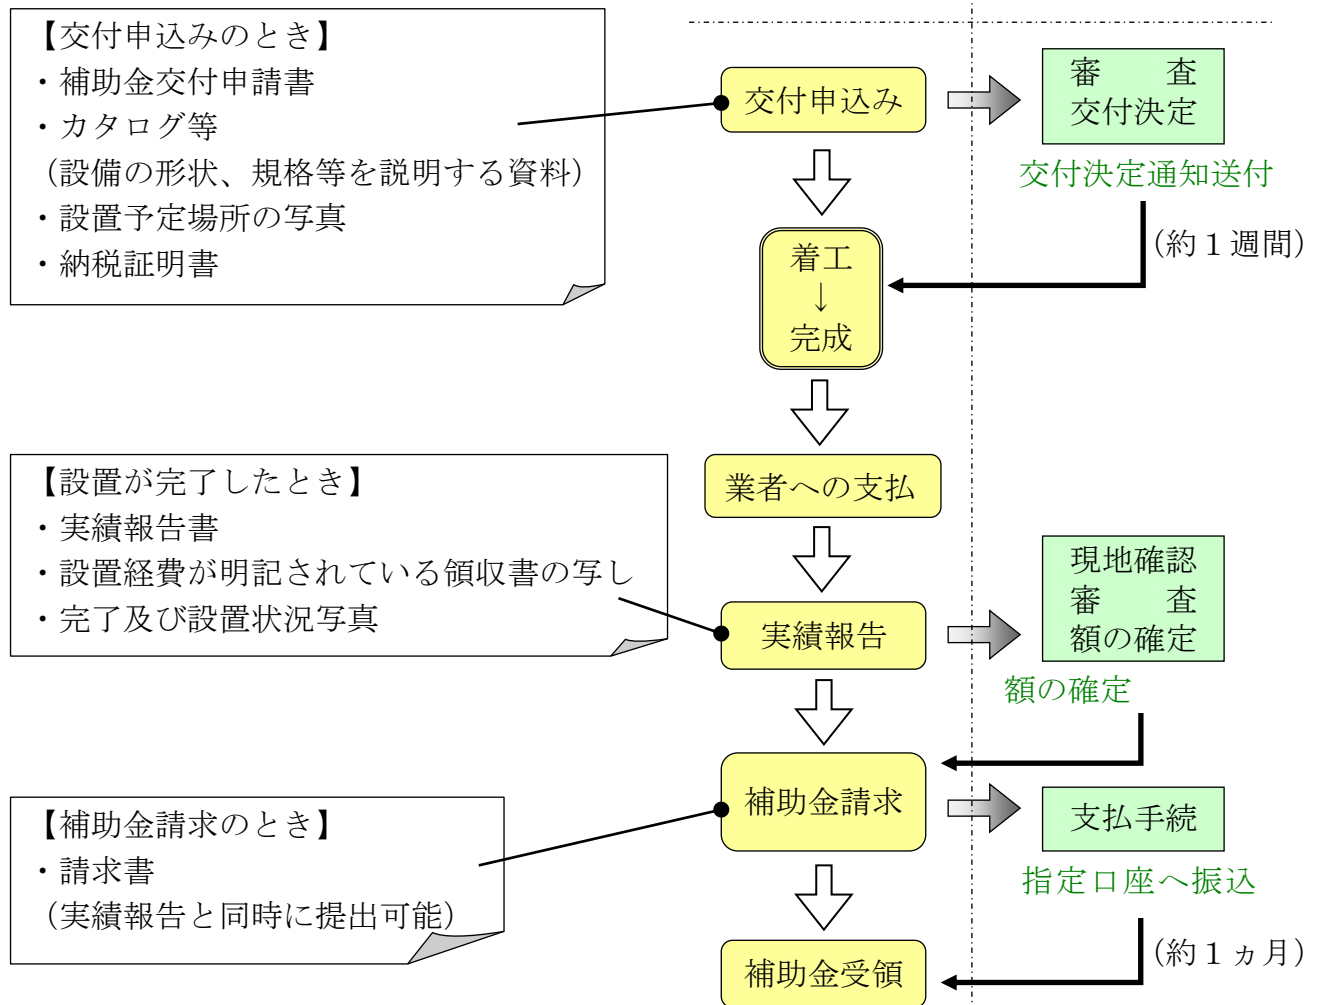 【交付申込みのとき】
・補助金交付申請書
・カタログ等
（設備の形状、規格等を説明する資料）
・設置予定場所の写真
・納税証明書
交付申込み
審　査
交付決定
交付決定通知送付
（約１週間）
着工
↓
完成
業者への支払
【設置が完了したとき】
・実績報告書
・設置経費が明記されている領収書の写し
・完了及び設置状況写真
実績報告
現地確認
審　査
額の確定
額の確定
【補助金請求のとき】
・請求書
（実績報告と同時に提出可能）
補助金請求
支払手続
指定口座へ振込
（約１ヵ月）
補助金受領